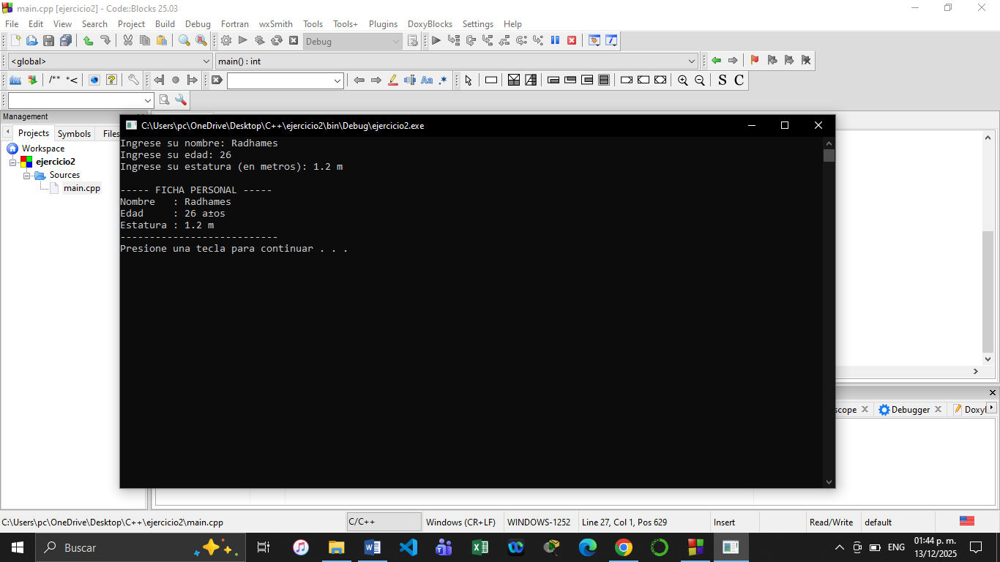 main.cpp [ejercicio2] - Code::Blocks 25.03
File Edit View Search Project Build Debug Fortran wxSmith Tools Tools+ Plugins DoxyBlocks Settings Help
Debug
<global> main() : int
/** *<
Aa .*
S C
Management
Projects Symbols Files
Workspace
ejercicio2
Sources
main.cpp
C:\Users\pc\OneDrive\Desktop\C++\ejercicio2\bin\Debug\ejercicio2.exe
Ingrese su nombre: Radhames
Ingrese su edad: 26
Ingrese su estatura (en metros): 1.2 m
----- FICHA PERSONAL -----
Nombre   : Radhames
Edad     : 26 a±os
Estatura : 1.2 m
---------------------------
Presione una tecla para continuar . . .
scope Debugger Doxyl
C:\Users\pc\OneDrive\Desktop\C++\ejercicio2\main.cpp C/C++ Windows (CR+LF) WINDOWS-1252 Line 27, Col 1, Pos 629 Insert Read/Write default
Buscar ENG 01:44 p. m.
13/12/2025